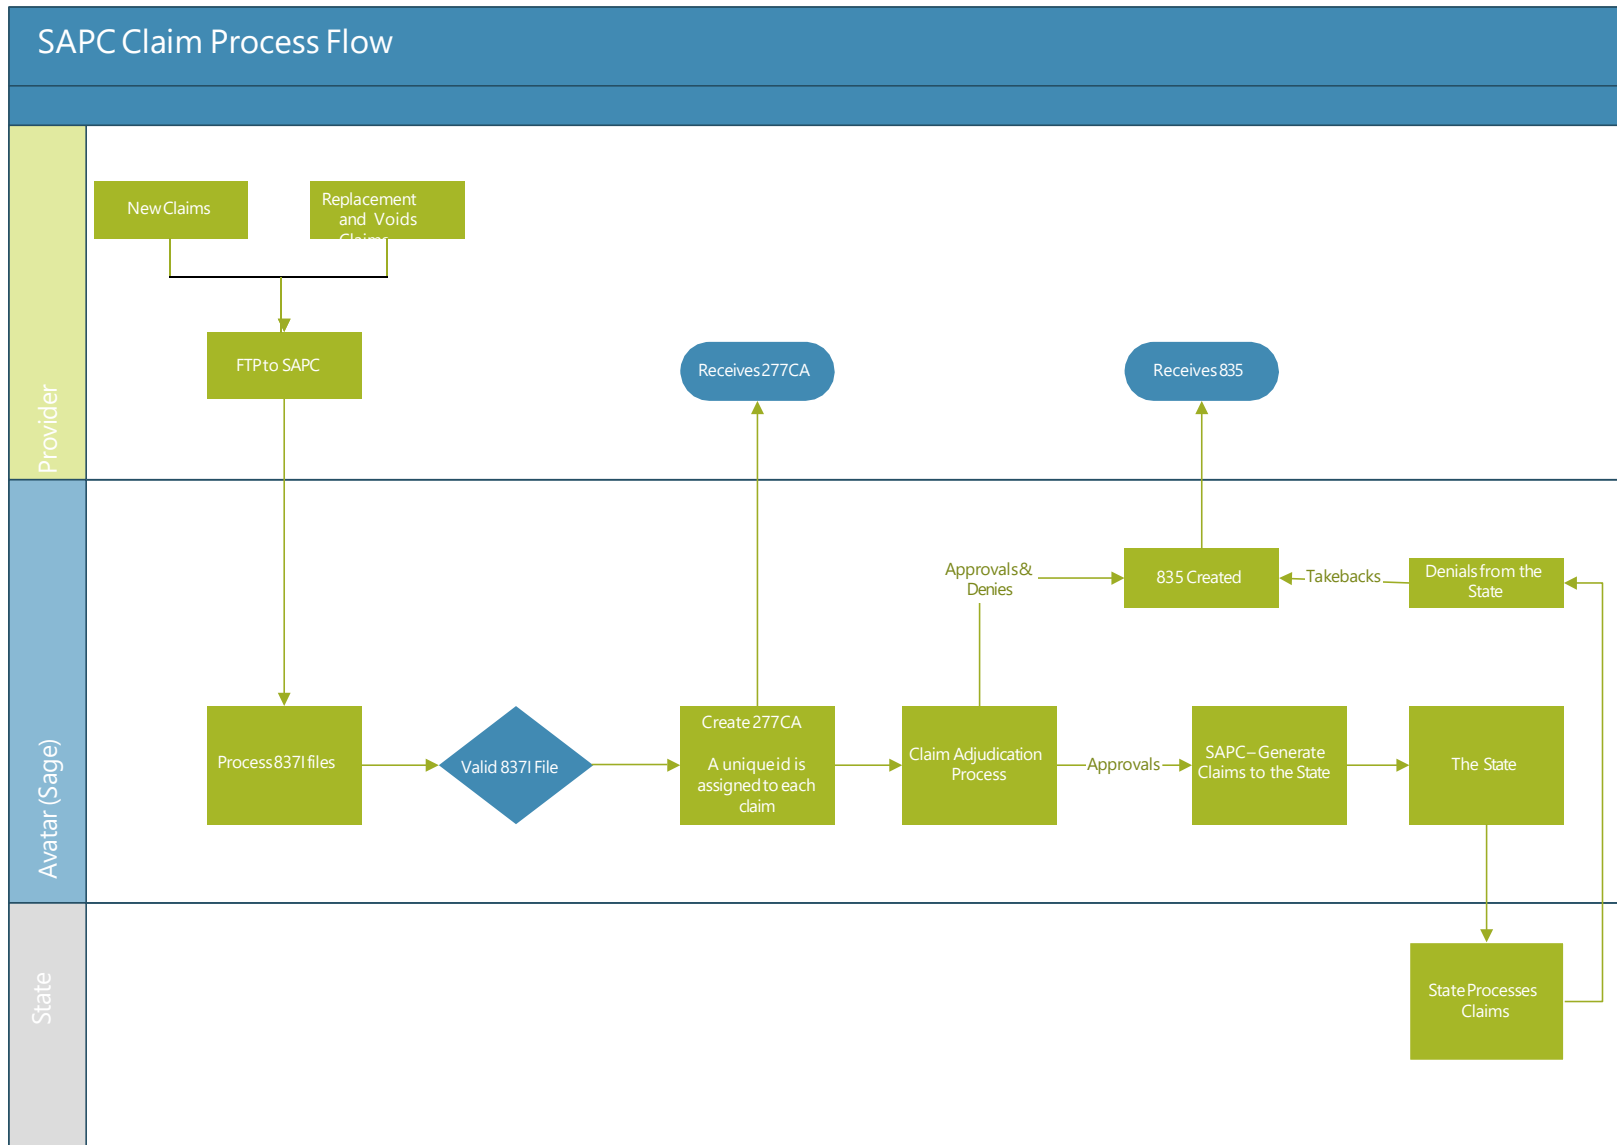 SAPC Claim Process Flow
Provider
New Claims
Replacement
and Voids
Claims
FTP to SAPC
Receives 277CA
Receives 835
Avatar (Sage)
Approvals &
Denies
835 Created
Takebacks
Denials from the
State
Process 837I files
Valid 837I File
Create 277CA
A unique id is
assigned to each
claim
Claim Adjudication
Process
Approvals
SAPC – Generate
Claims to the State
The State
State
State Processes
Claims